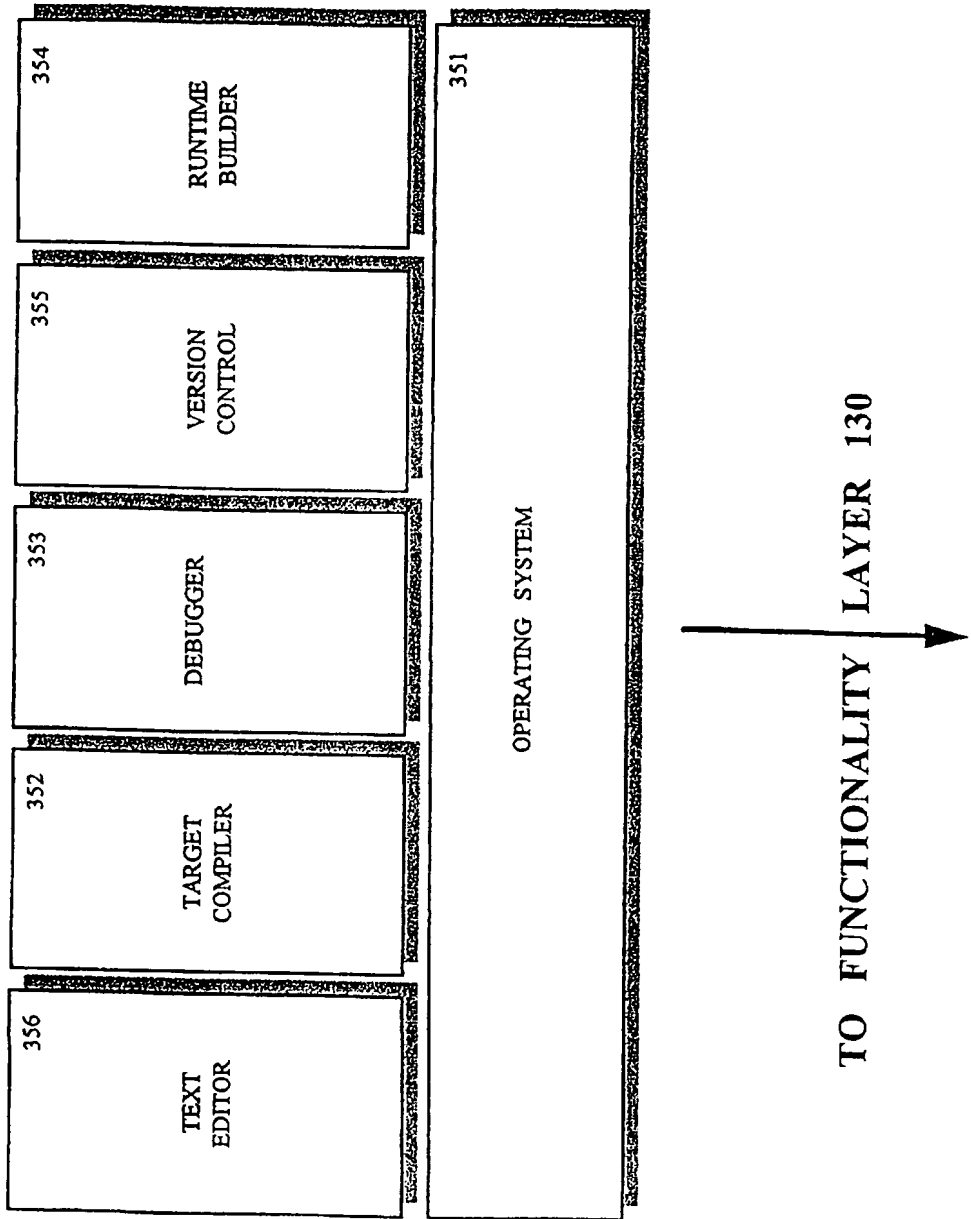 356
TEXT
EDITOR
352
TARGET
COMPILER
353
DEBUGGER
355
VERSION
CONTROL
354
RUNTIME
BUILDER
351
OPERATING SYSTEM
TO FUNCTIONALITY LAYER 130